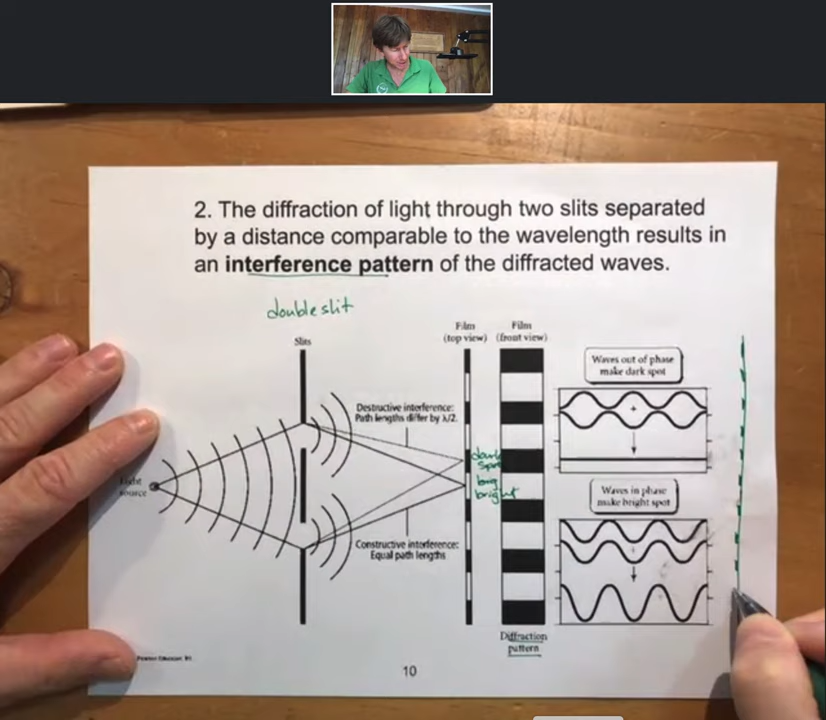 2. The diffraction of light through two slits separated
by a distance comparable to the wavelength results in
an interference pattern of the diffracted waves.
double slit
Slits
Film
(top view)
Film
(front view)
Waves out of phase
make dark spot
Destructive interference:
Path lengths differ by λ/2.
+
source
bright
Waves in phase
make bright spot
Constructive interference:
Equal path lengths
+
Diffraction
pattern
10